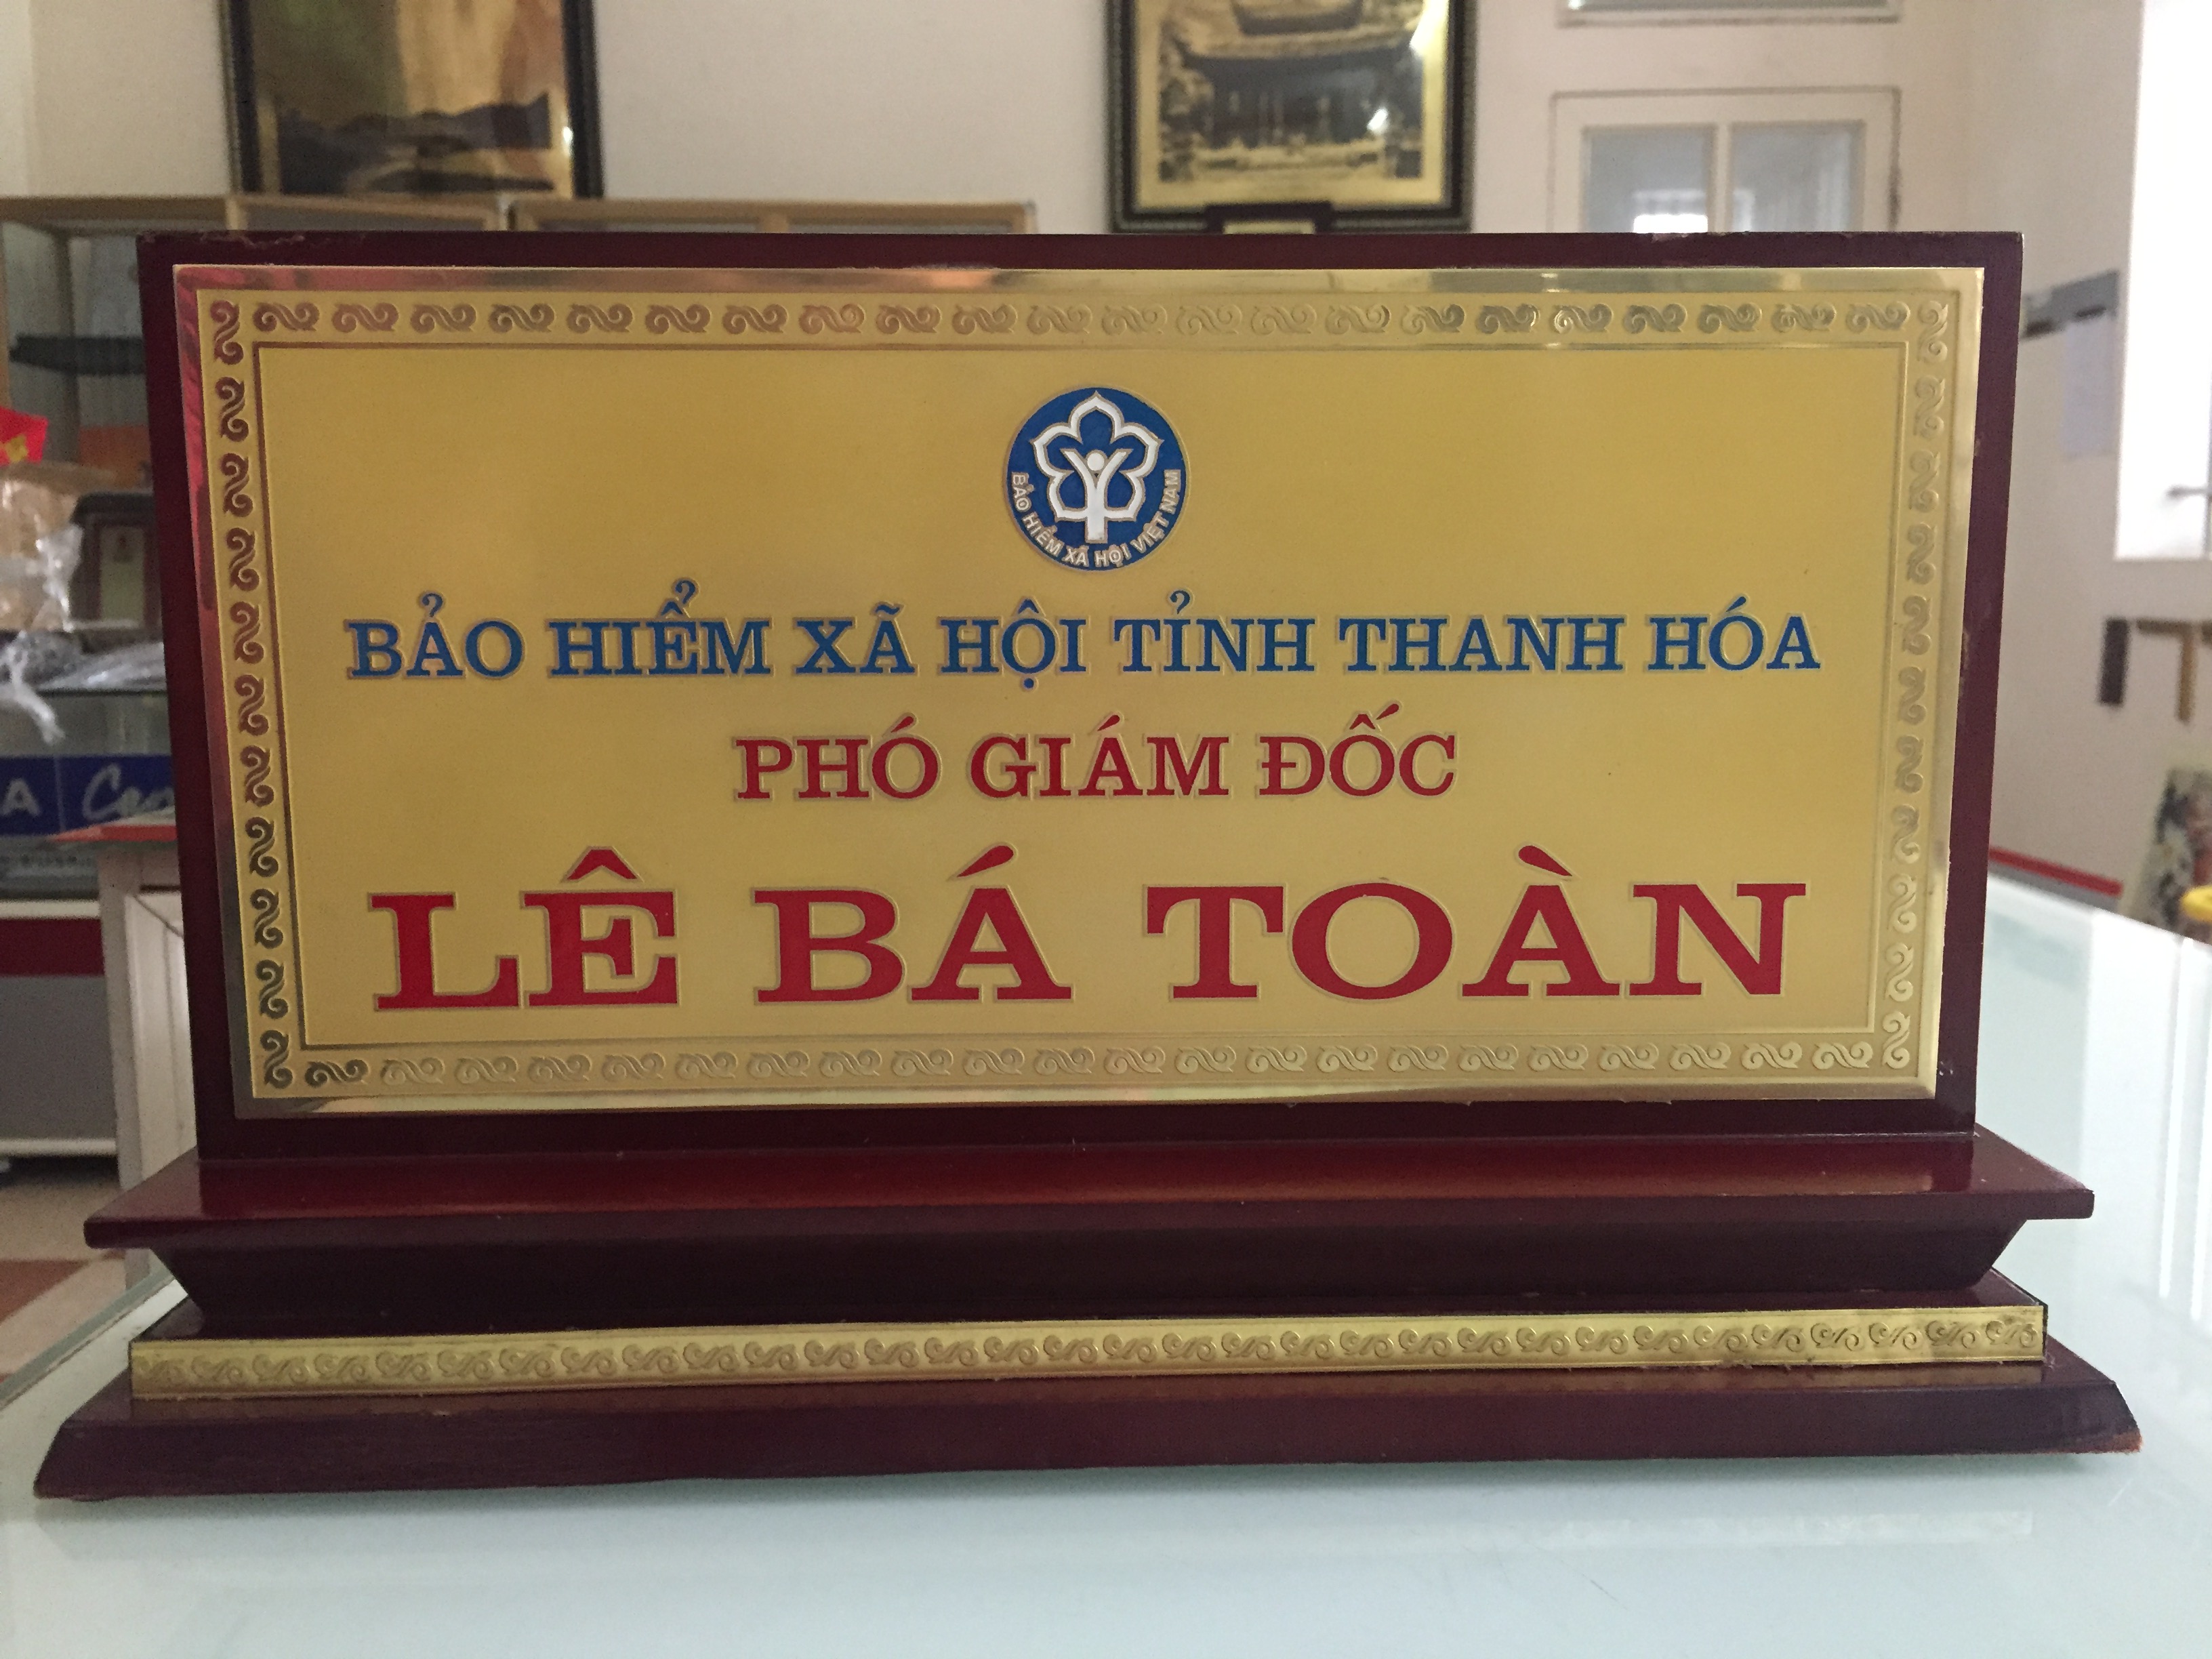 BẢO HIỂM XÃ HỘI VIỆT NAM
BẢO HIỂM XÃ HỘI TỈNH THANH HÓA
PHÓ GIÁM ĐỐC
LÊ BÁ TOÀN